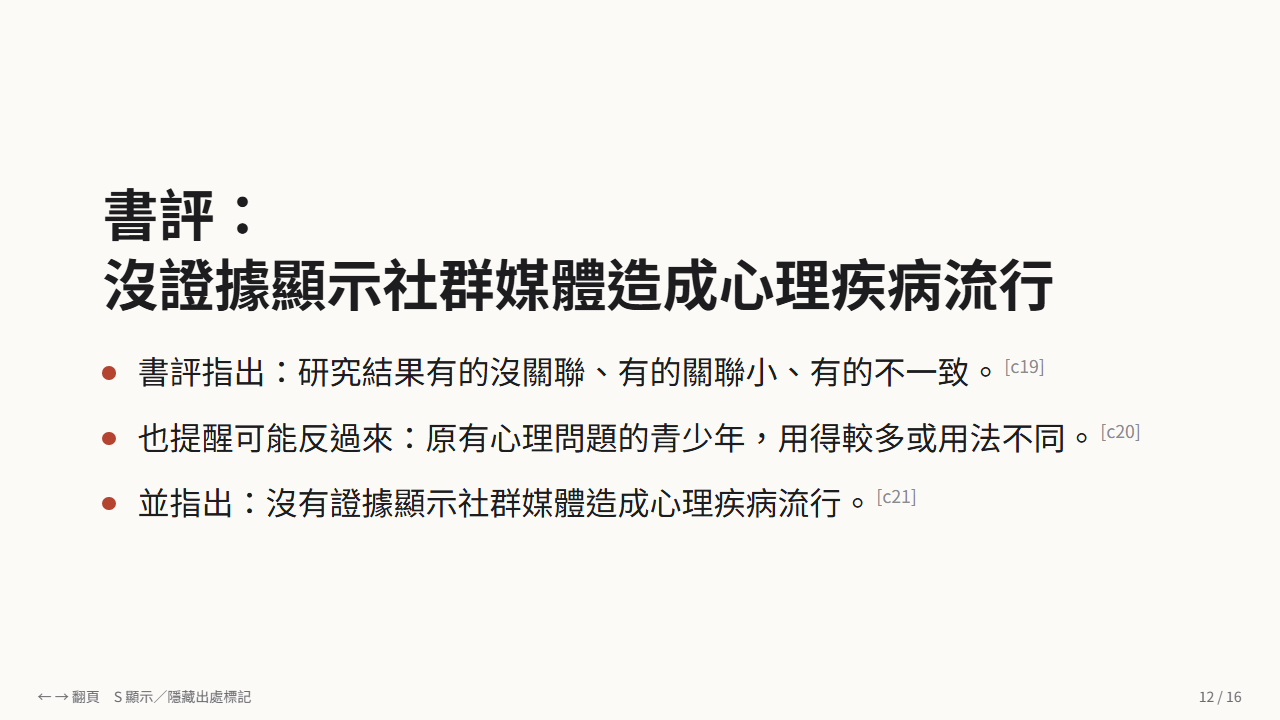 書評：
沒證據顯示社群媒體造成心理疾病流行
書評指出：研究結果有的沒關聯、有的關聯小、有的不一致。[c19]
也提醒可能反過來：原有心理問題的青少年，用得較多或用法不同。[c20]
並指出：沒有證據顯示社群媒體造成心理疾病流行。[c21]
← → 翻頁　S 顯示／隱藏出處標記
12 / 16